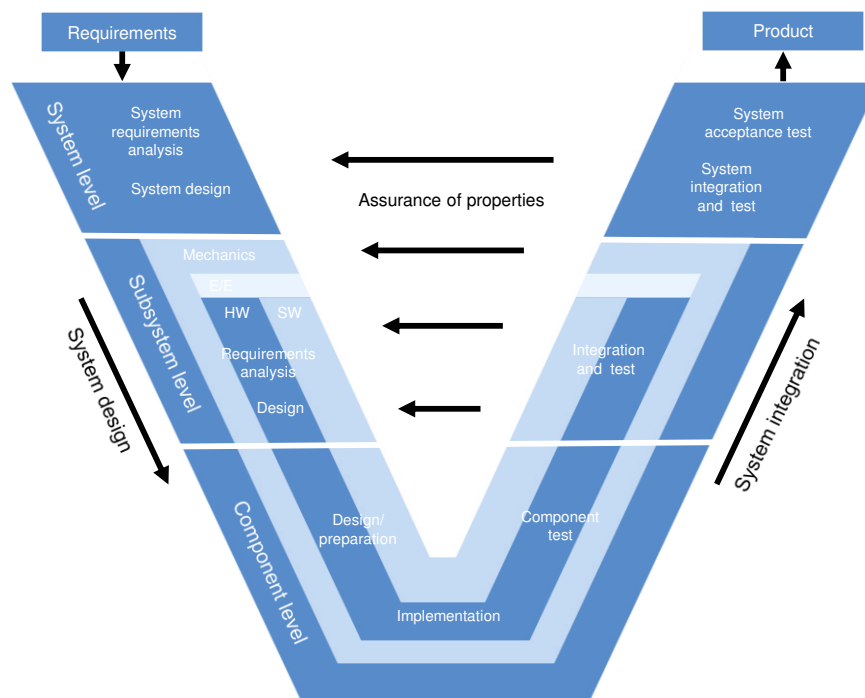 Requirements
Product
System level
System
requirements
analysis
System design
System
acceptance test
System
integration
and test
Assurance of properties
Subsystem level
Mechanics
E/E
HW
SW
Requirements
analysis
Design
Integration
and test
System design
System integration
Component level
Design/
preparation
Component
test
Implementation